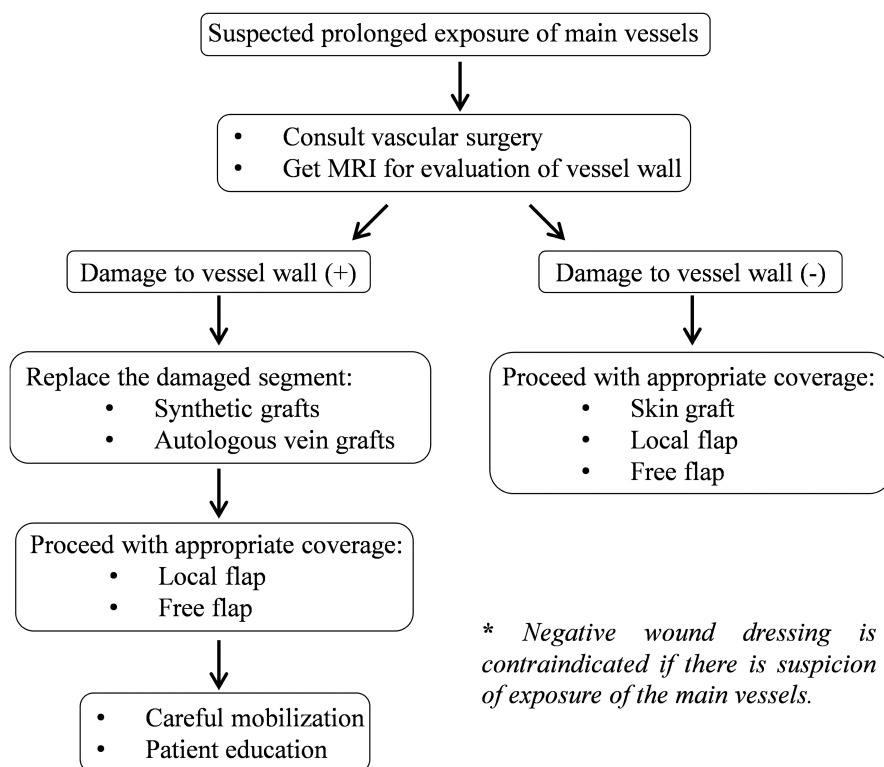 Suspected prolonged exposure of main vessels
• Consult vascular surgery
• Get MRI for evaluation of vessel wall
Damage to vessel wall (+)
Damage to vessel wall (-)
Replace the damaged segment:
• Synthetic grafts
• Autologous vein grafts
Proceed with appropriate coverage:
• Skin graft
• Local flap
• Free flap
Proceed with appropriate coverage:
• Local flap
• Free flap
* Negative wound dressing is
contraindicated if there is suspicion
of exposure of the main vessels.
• Careful mobilization
• Patient education